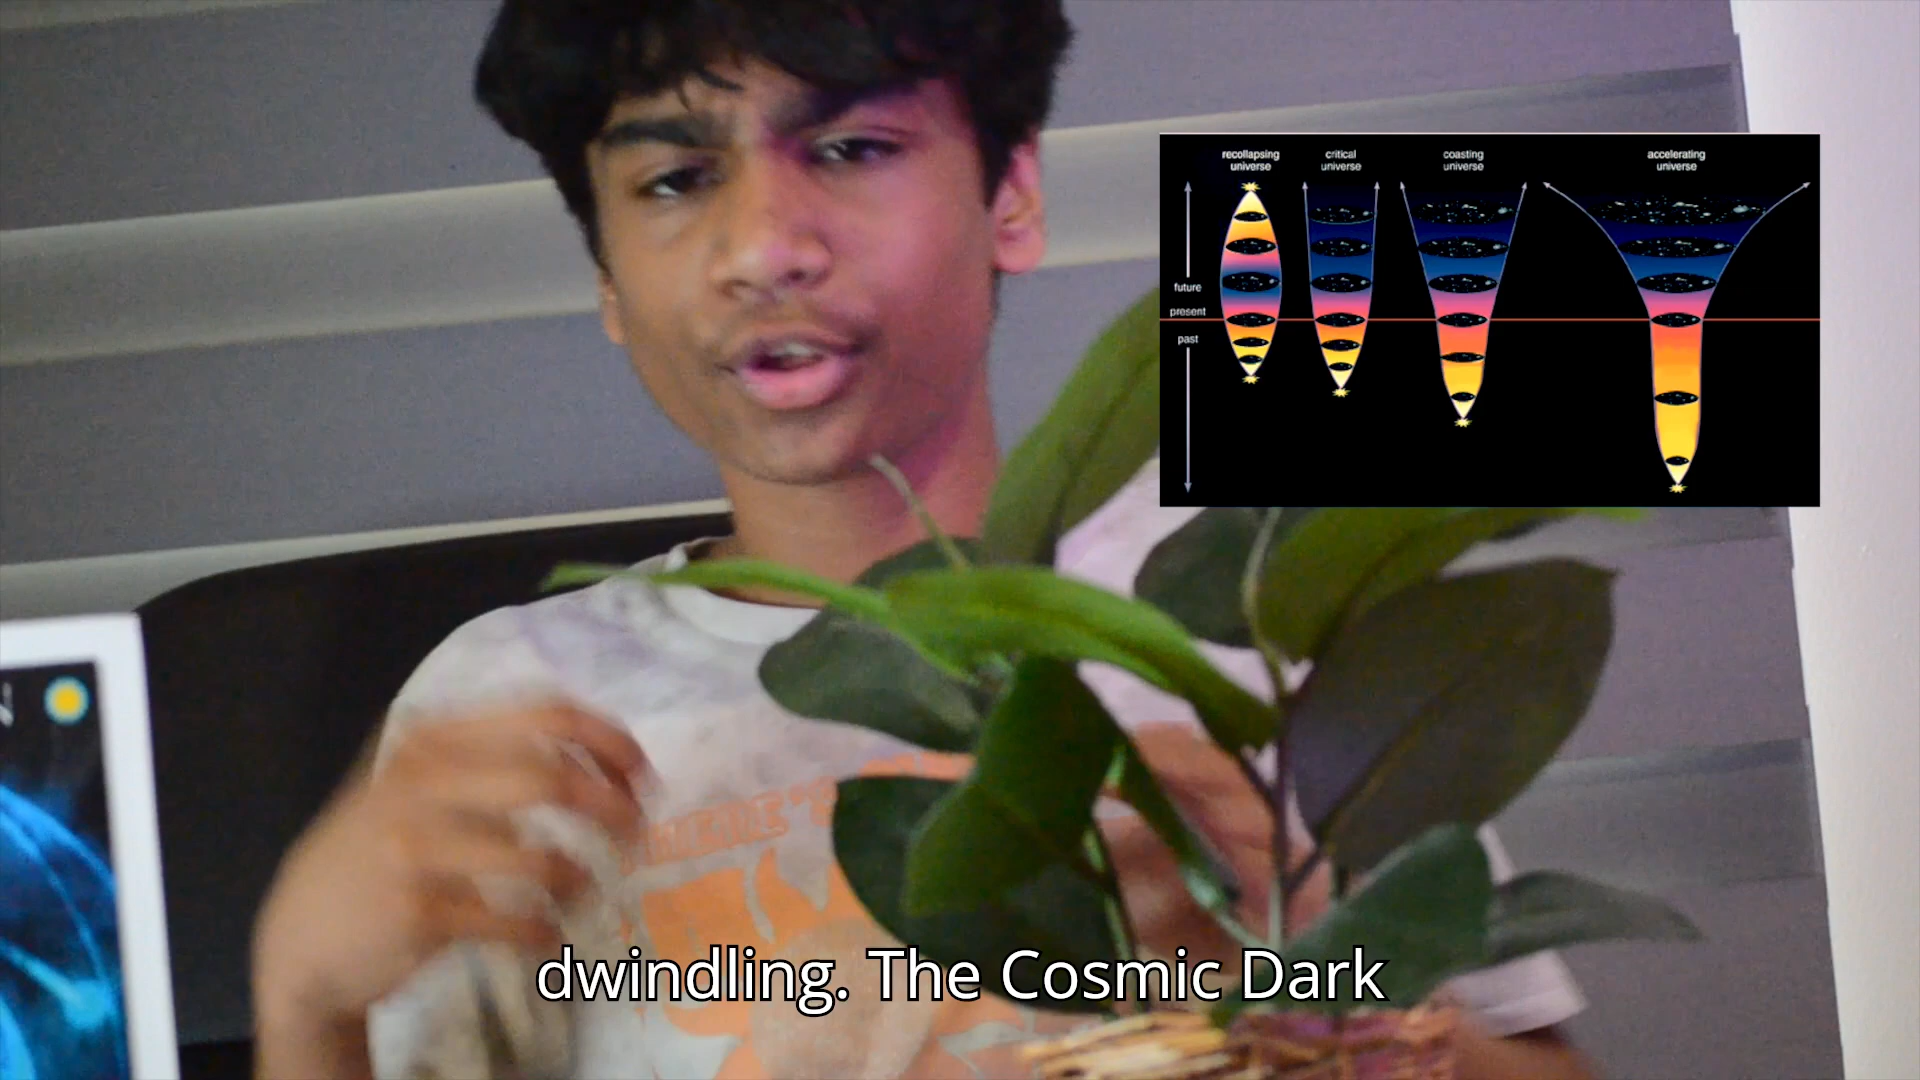 recollapsing
universe
critical
universe
coasting
universe
accelerating
universe
future
present
past
N
dwindling. The Cosmic Dark